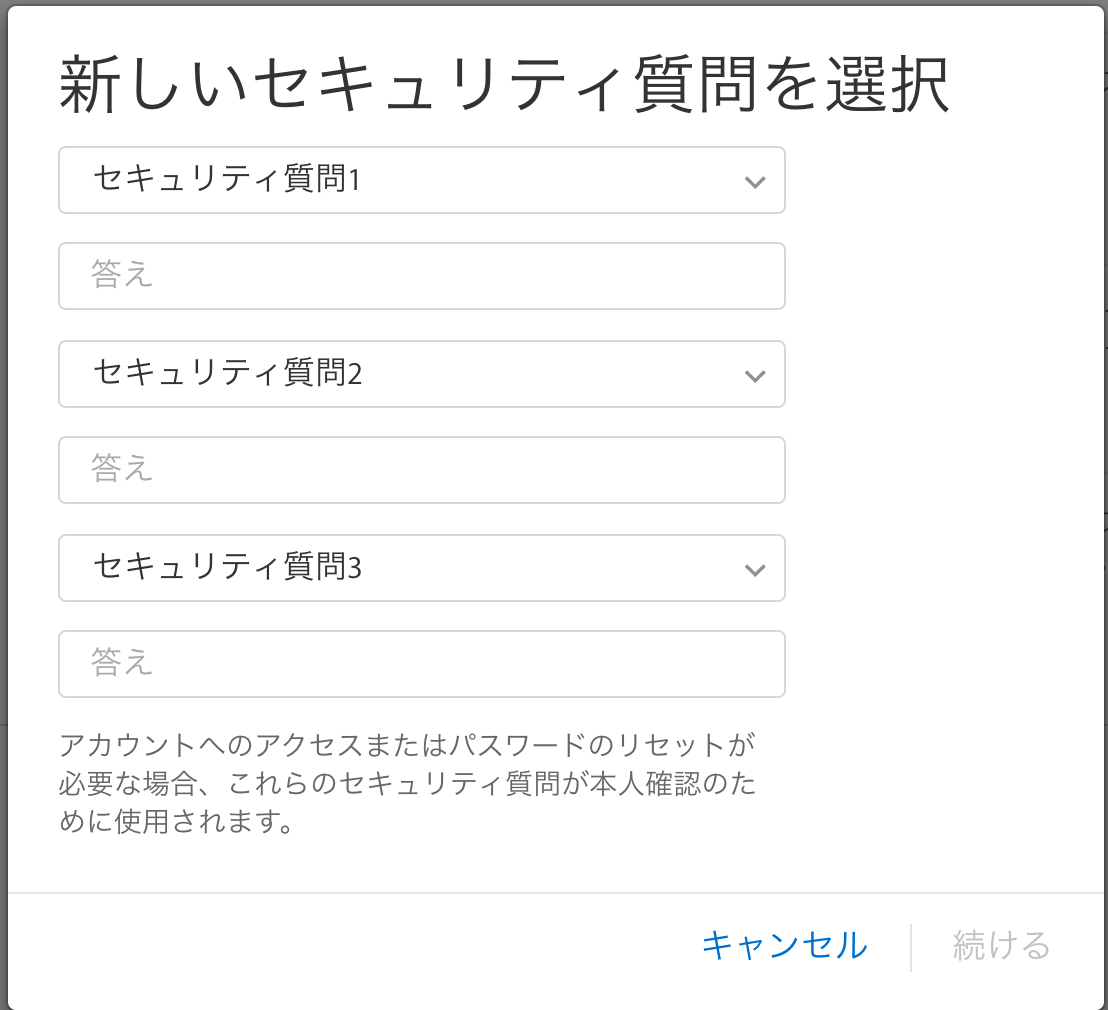 新しいセキュリティ質問を選択
セキュリティ質問1
答え
セキュリティ質問2
答え
セキュリティ質問3
答え
アカウントへのアクセスまたはパスワードのリセットが
必要な場合、これらのセキュリティ質問が本人確認のた
めに使用されます。
キャンセル 続ける